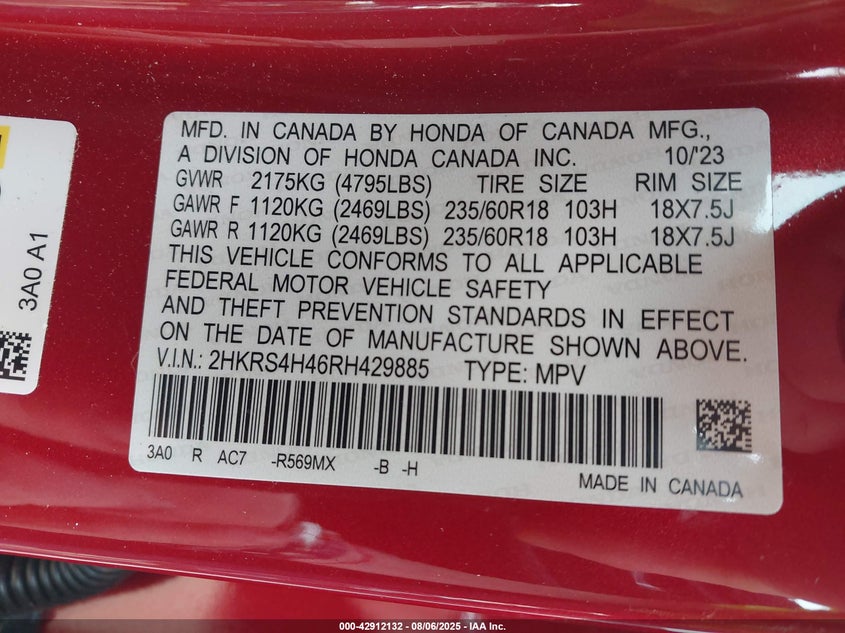 MFD. IN CANADA BY HONDA OF CANADA MFG.,
A DIVISION OF HONDA CANADA INC. 10/'23
GVWR 2175KG (4795LBS) TIRE SIZE RIM SIZE
GAWR F 1120KG (2469LBS) 235/60R18 103H 18X7.5J
GAWR R 1120KG (2469LBS) 235/60R18 103H 18X7.5J
THIS VEHICLE CONFORMS TO ALL APPLICABLE
FEDERAL MOTOR VEHICLE SAFETY
AND THEFT PREVENTION STANDARDS IN EFFECT
ON THE DATE OF MANUFACTURE SHOWN ABOVE.
V.I.N.: 2HKRS4H46RH429885 TYPE: MPV
3A0 R AC7 -R569MX -B -H
MADE IN CANADA
3A0 A1
000-42912132 - 08/06/2025 - IAA Inc.